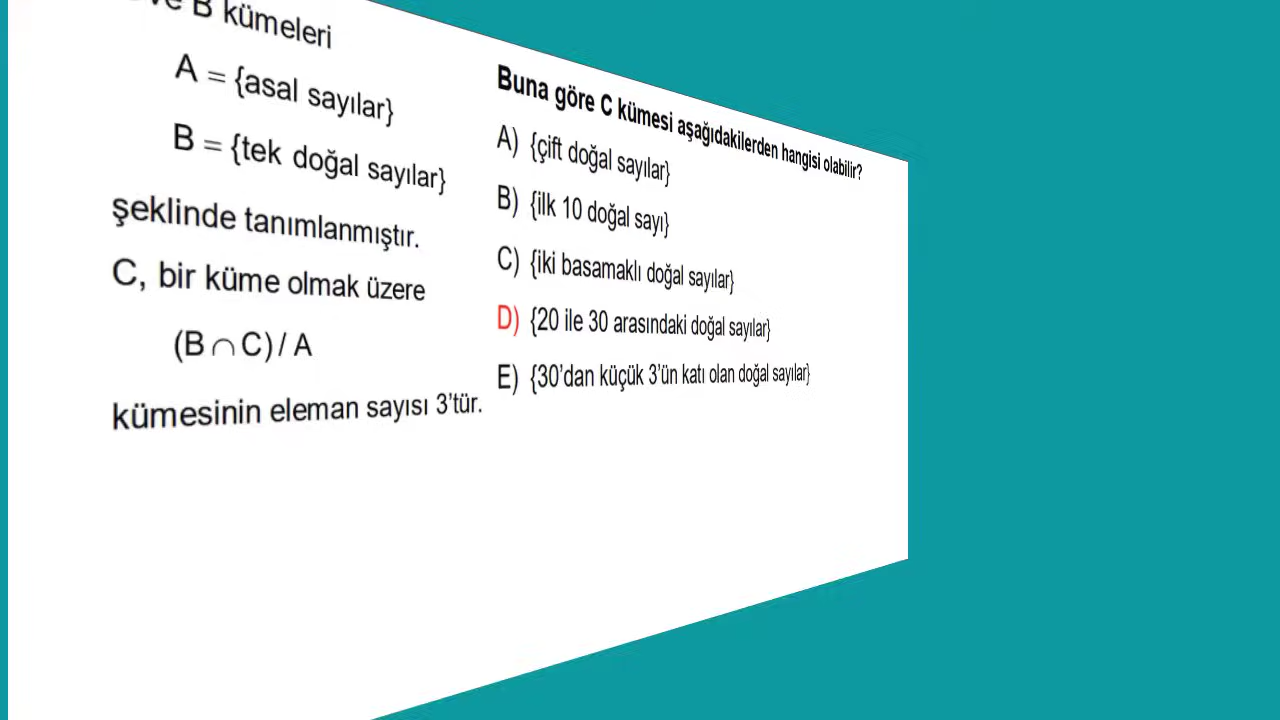 ve B kümeleri
A = {asal sayılar}
B = {tek doğal sayılar}
şeklinde tanımlanmıştır.
C, bir küme olmak üzere
(B ∩ C) / A
kümesinin eleman sayısı 3'tür.
Buna göre C kümesi aşağıdakilerden hangisi olabilir?
A) {çift doğal sayılar}
B) {ilk 10 doğal sayı}
C) {iki basamaklı doğal sayılar}
D) {20 ile 30 arasındaki doğal sayılar}
E) {30'dan küçük 3'ün katı olan doğal sayılar}